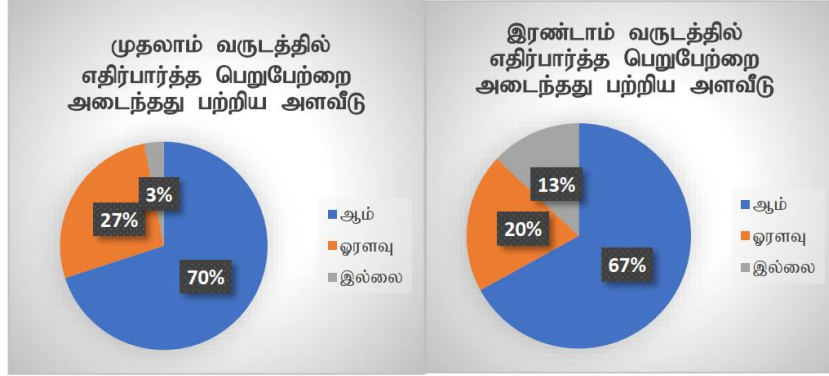 முதலாம் வருடத்தில்
எதிர்பார்த்த பெறுபேற்றை
அடைந்தது பற்றிய அளவீடு
3%
27%
70%
ஆம்
ஓரளவு
இல்லை
இரண்டாம் வருடத்தில்
எதிர்பார்த்த பெறுபேற்றை
அடைந்தது பற்றிய அளவீடு
13%
20%
67%
ஆம்
ஓரளவு
இல்லை